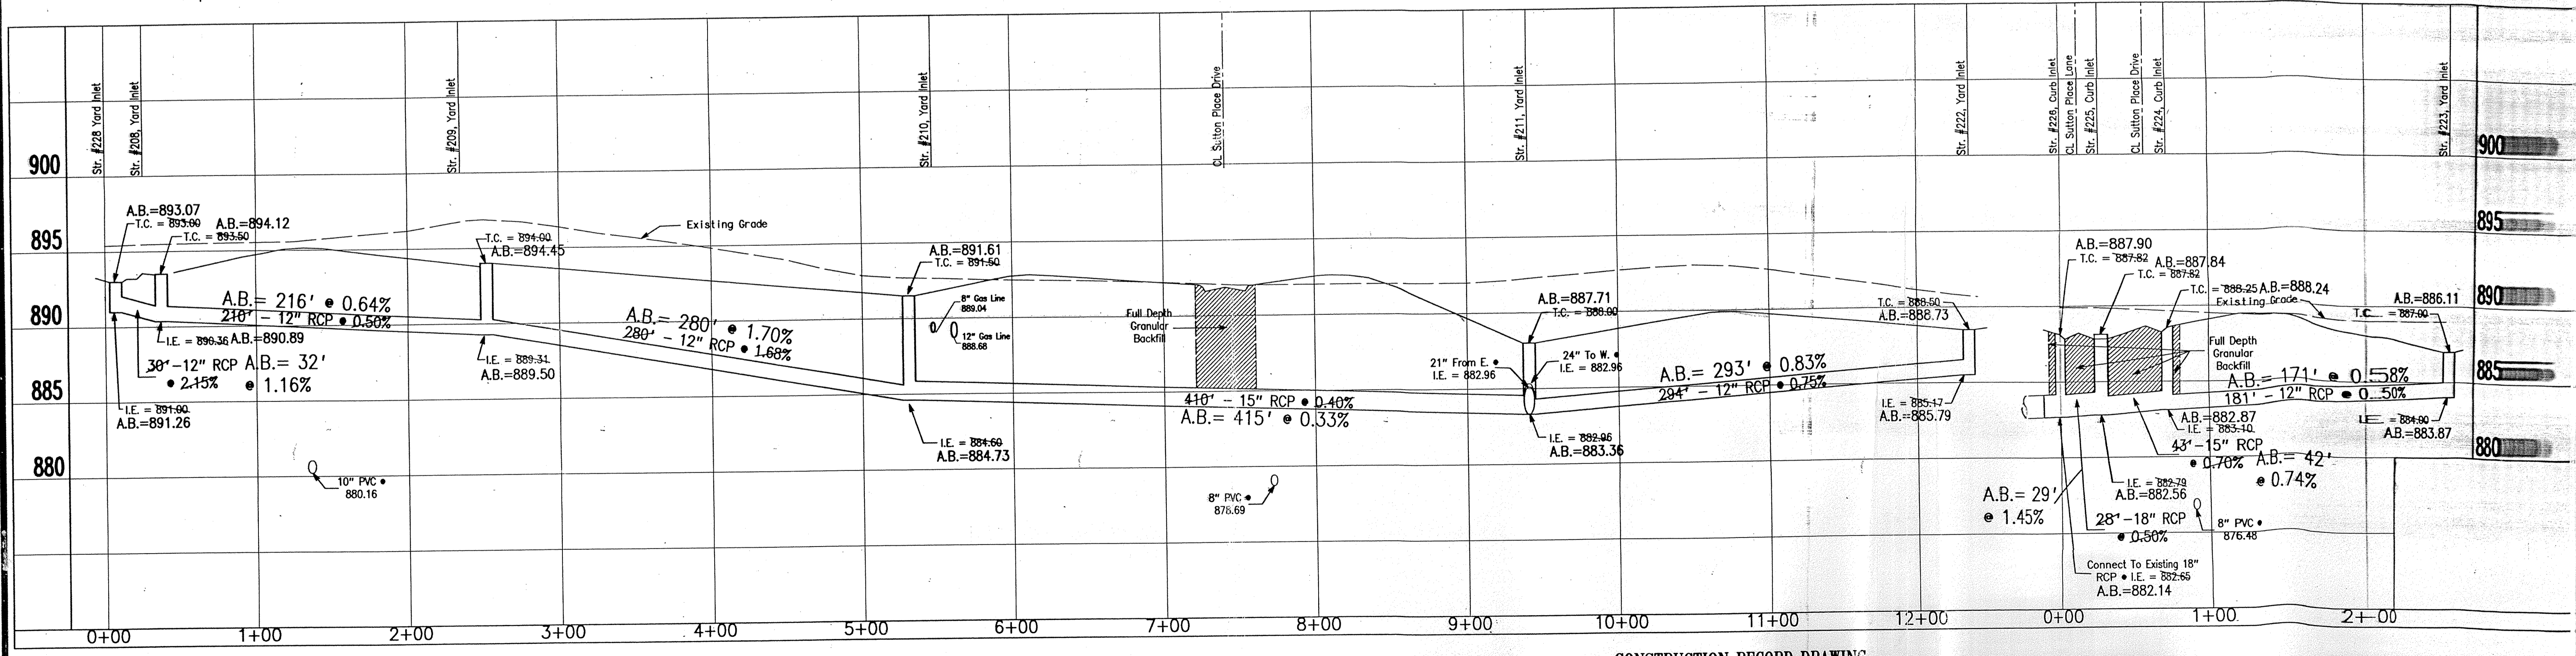 Str. #228 Yard Inlet
Str. #208, Yard Inlet
Str. #209, Yard Inlet
Str. #210, Yard Inlet
CL Sutton Place Drive
Str. #211, Yard Inlet
Str. #222, Yard Inlet
Str. #226, Curb Inlet
CL Sutton Place Lane
Str. #225, Curb Inlet
CL Sutton Place Drive
Str. #224, Curb Inlet
Str. #223, Yard Inlet
900
895
890
885
880
900
895
890
885
880
A.B.=893.07
T.C. = 893.00
A.B.=894.12
T.C. = 893.50
T.C. = 894.00
A.B.=894.45
Existing Grade
A.B.=891.61
T.C. = 891.50
8" Gas Line
889.04
12" Gas Line
888.68
A.B.= 216' @ 0.64%
210' - 12" RCP @ 0.50%
I.E. = 890.36 A.B.=890.89
30'-12" RCP A.B.= 32'
@ 2.15% @ 1.16%
I.E. = 891.00
A.B.=891.26
10" PVC @
880.16
I.E. = 889.31
A.B.=889.50
A.B.= 280' @ 1.70%
280' - 12" RCP @ 1.68%
I.E. = 884.60
A.B.=884.73
Full Depth
Granular
Backfill
410' - 15" RCP @ 0.40%
A.B.= 415' @ 0.33%
8" PVC @
878.69
A.B.=887.71
T.C. = 888.00
21" From E. @
I.E. = 882.96
24" To W. @
I.E. = 882.96
I.E. = 882.96
A.B.=883.36
A.B.= 293' @ 0.83%
294' - 12" RCP @ 0.75%
T.C. = 888.50
A.B.=888.73
I.E. = 885.17
A.B.=885.79
A.B.=887.90
T.C. = 887.82
A.B.=887.84
T.C. = 887.82
T.C. = 888.25 A.B.=888.24
Existing Grade
A.B.=886.11
T.C. = 887.00
Full Depth
Granular
Backfill
A.B.= 171' @ 0.558%
181' - 12" RCP @ 0.50%
A.B.=882.87
I.E. = 883.10
I.E. = 884.00
A.B.=883.87
43'-15" RCP
@ 0.70%
A.B.= 42'
@ 0.74%
I.E. = 882.79
A.B.=882.56
A.B.= 29'
@ 1.45%
28'-18" RCP
@ 0.50%
8" PVC @
876.48
Connect To Existing 18"
RCP @ I.E. = 882.65
A.B.=882.14
0+00
1+00
2+00
3+00
4+00
5+00
6+00
7+00
8+00
9+00
10+00
11+00
12+00
0+00
1+00
2+00
CONSTRUCTION RECORD DRAWING